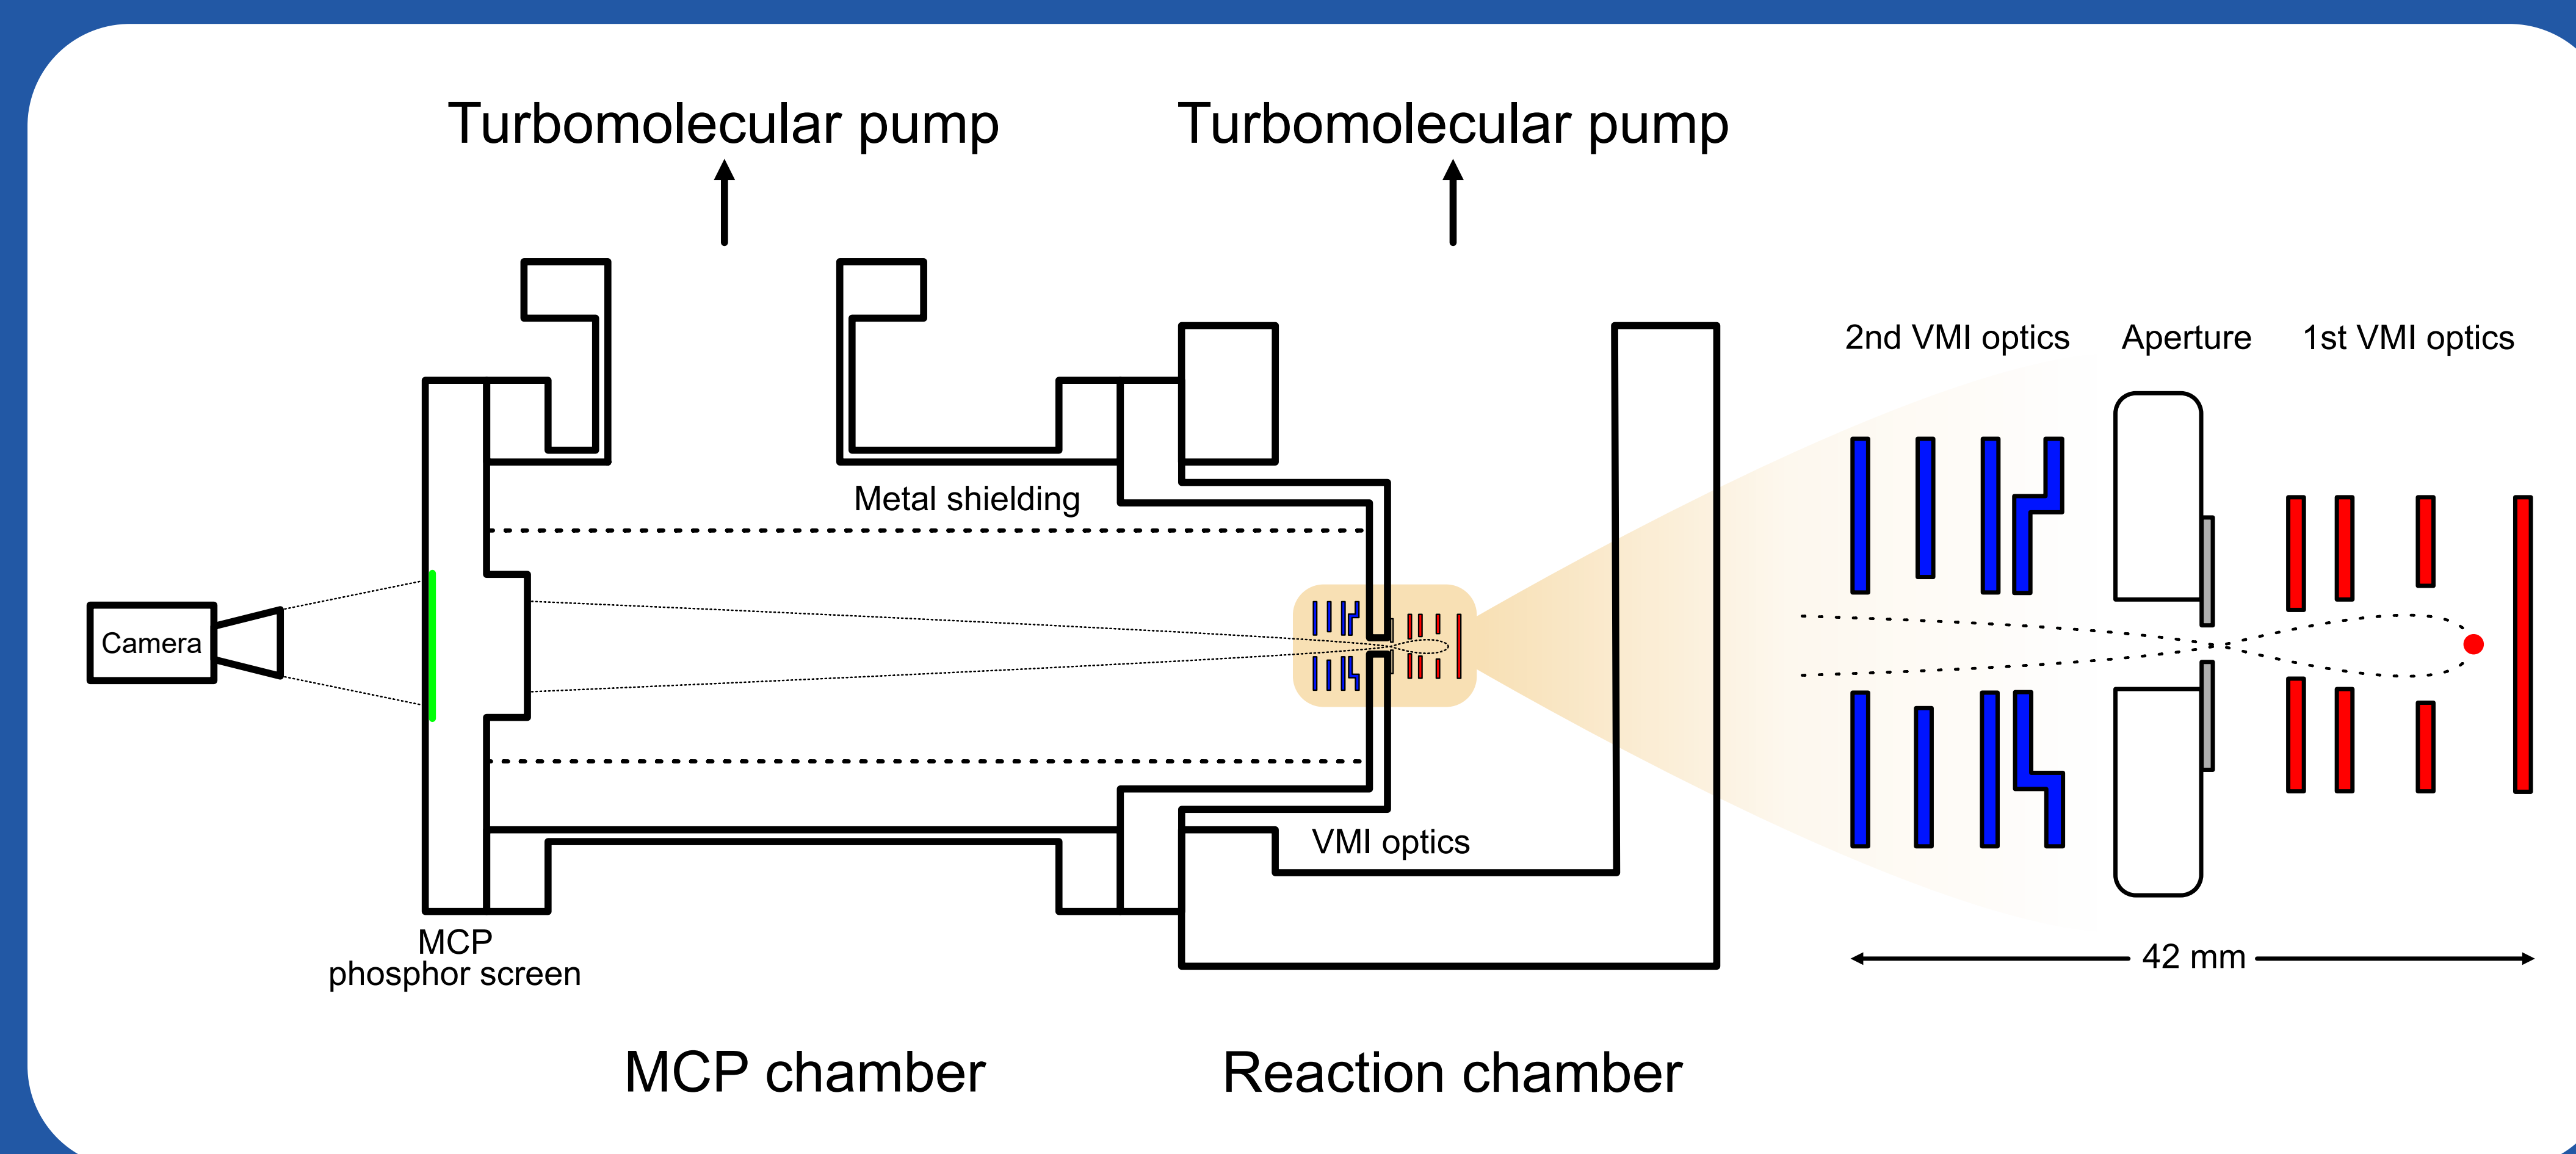 Turbomolecular pump
Turbomolecular pump
2nd VMI optics
Aperture
1st VMI optics
Metal shielding
Camera
VMI optics
MCP
phosphor screen
42 mm
MCP chamber
Reaction chamber